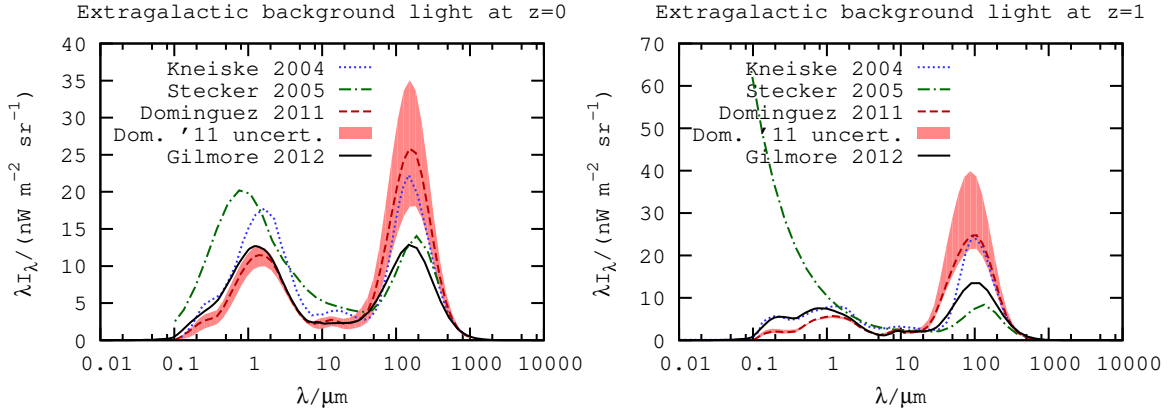 Extragalactic background light at z=0
40
35
30
25
20
15
10
5
0
λI_λ/(nW m⁻² sr⁻¹)
Kneiske 2004
Stecker 2005
Dominguez 2011
Dom. '11 uncert.
Gilmore 2012
0.01 0.1 1 10 100 1000 10000
λ/μm
Extragalactic background light at z=1
70
60
50
40
30
20
10
0
λI_λ/(nW m⁻² sr⁻¹)
Kneiske 2004
Stecker 2005
Dominguez 2011
Dom. '11 uncert.
Gilmore 2012
0.01 0.1 1 10 100 1000 10000
λ/μm